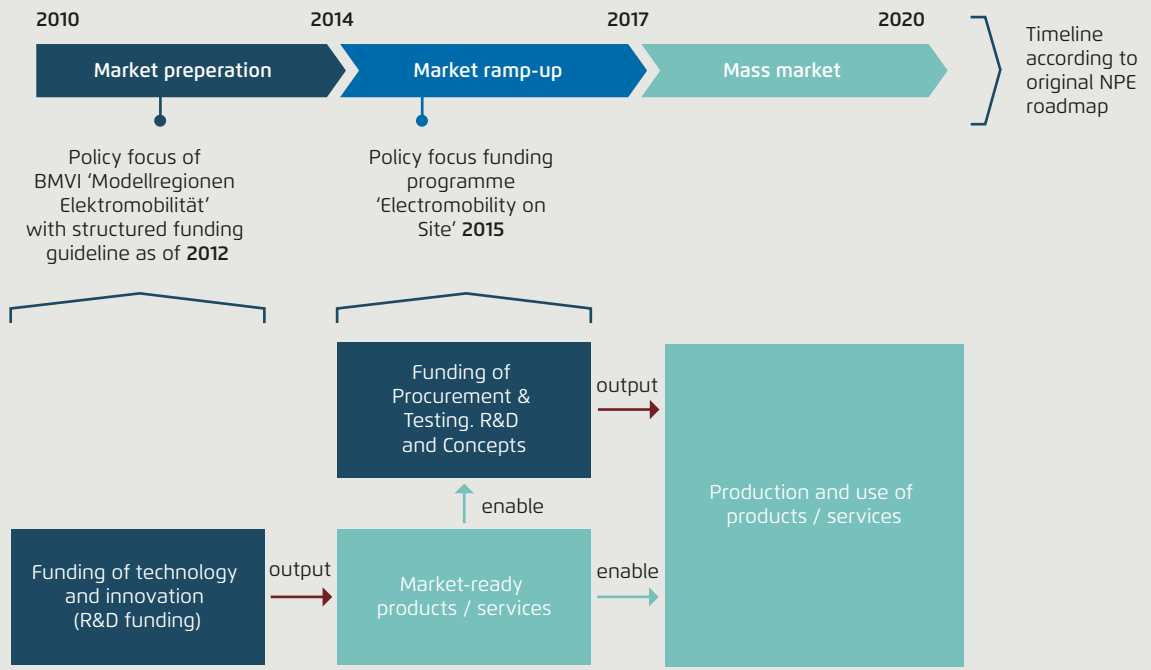 2010
2014
2017
2020
Market preparation
Market ramp-up
Mass market
Timeline
according to
original NPE
roadmap
Policy focus of
BMVI ‘Modellregionen
Elektromobilität’
with structured funding
guideline as of 2012
Policy focus funding
programme
‘Electromobility on
Site’ 2015
Funding of
Procurement &
Testing. R&D
and Concepts
output
enable
Production and use of
products / services
Funding of technology
and innovation
(R&D funding)
output
Market-ready
products / services
enable